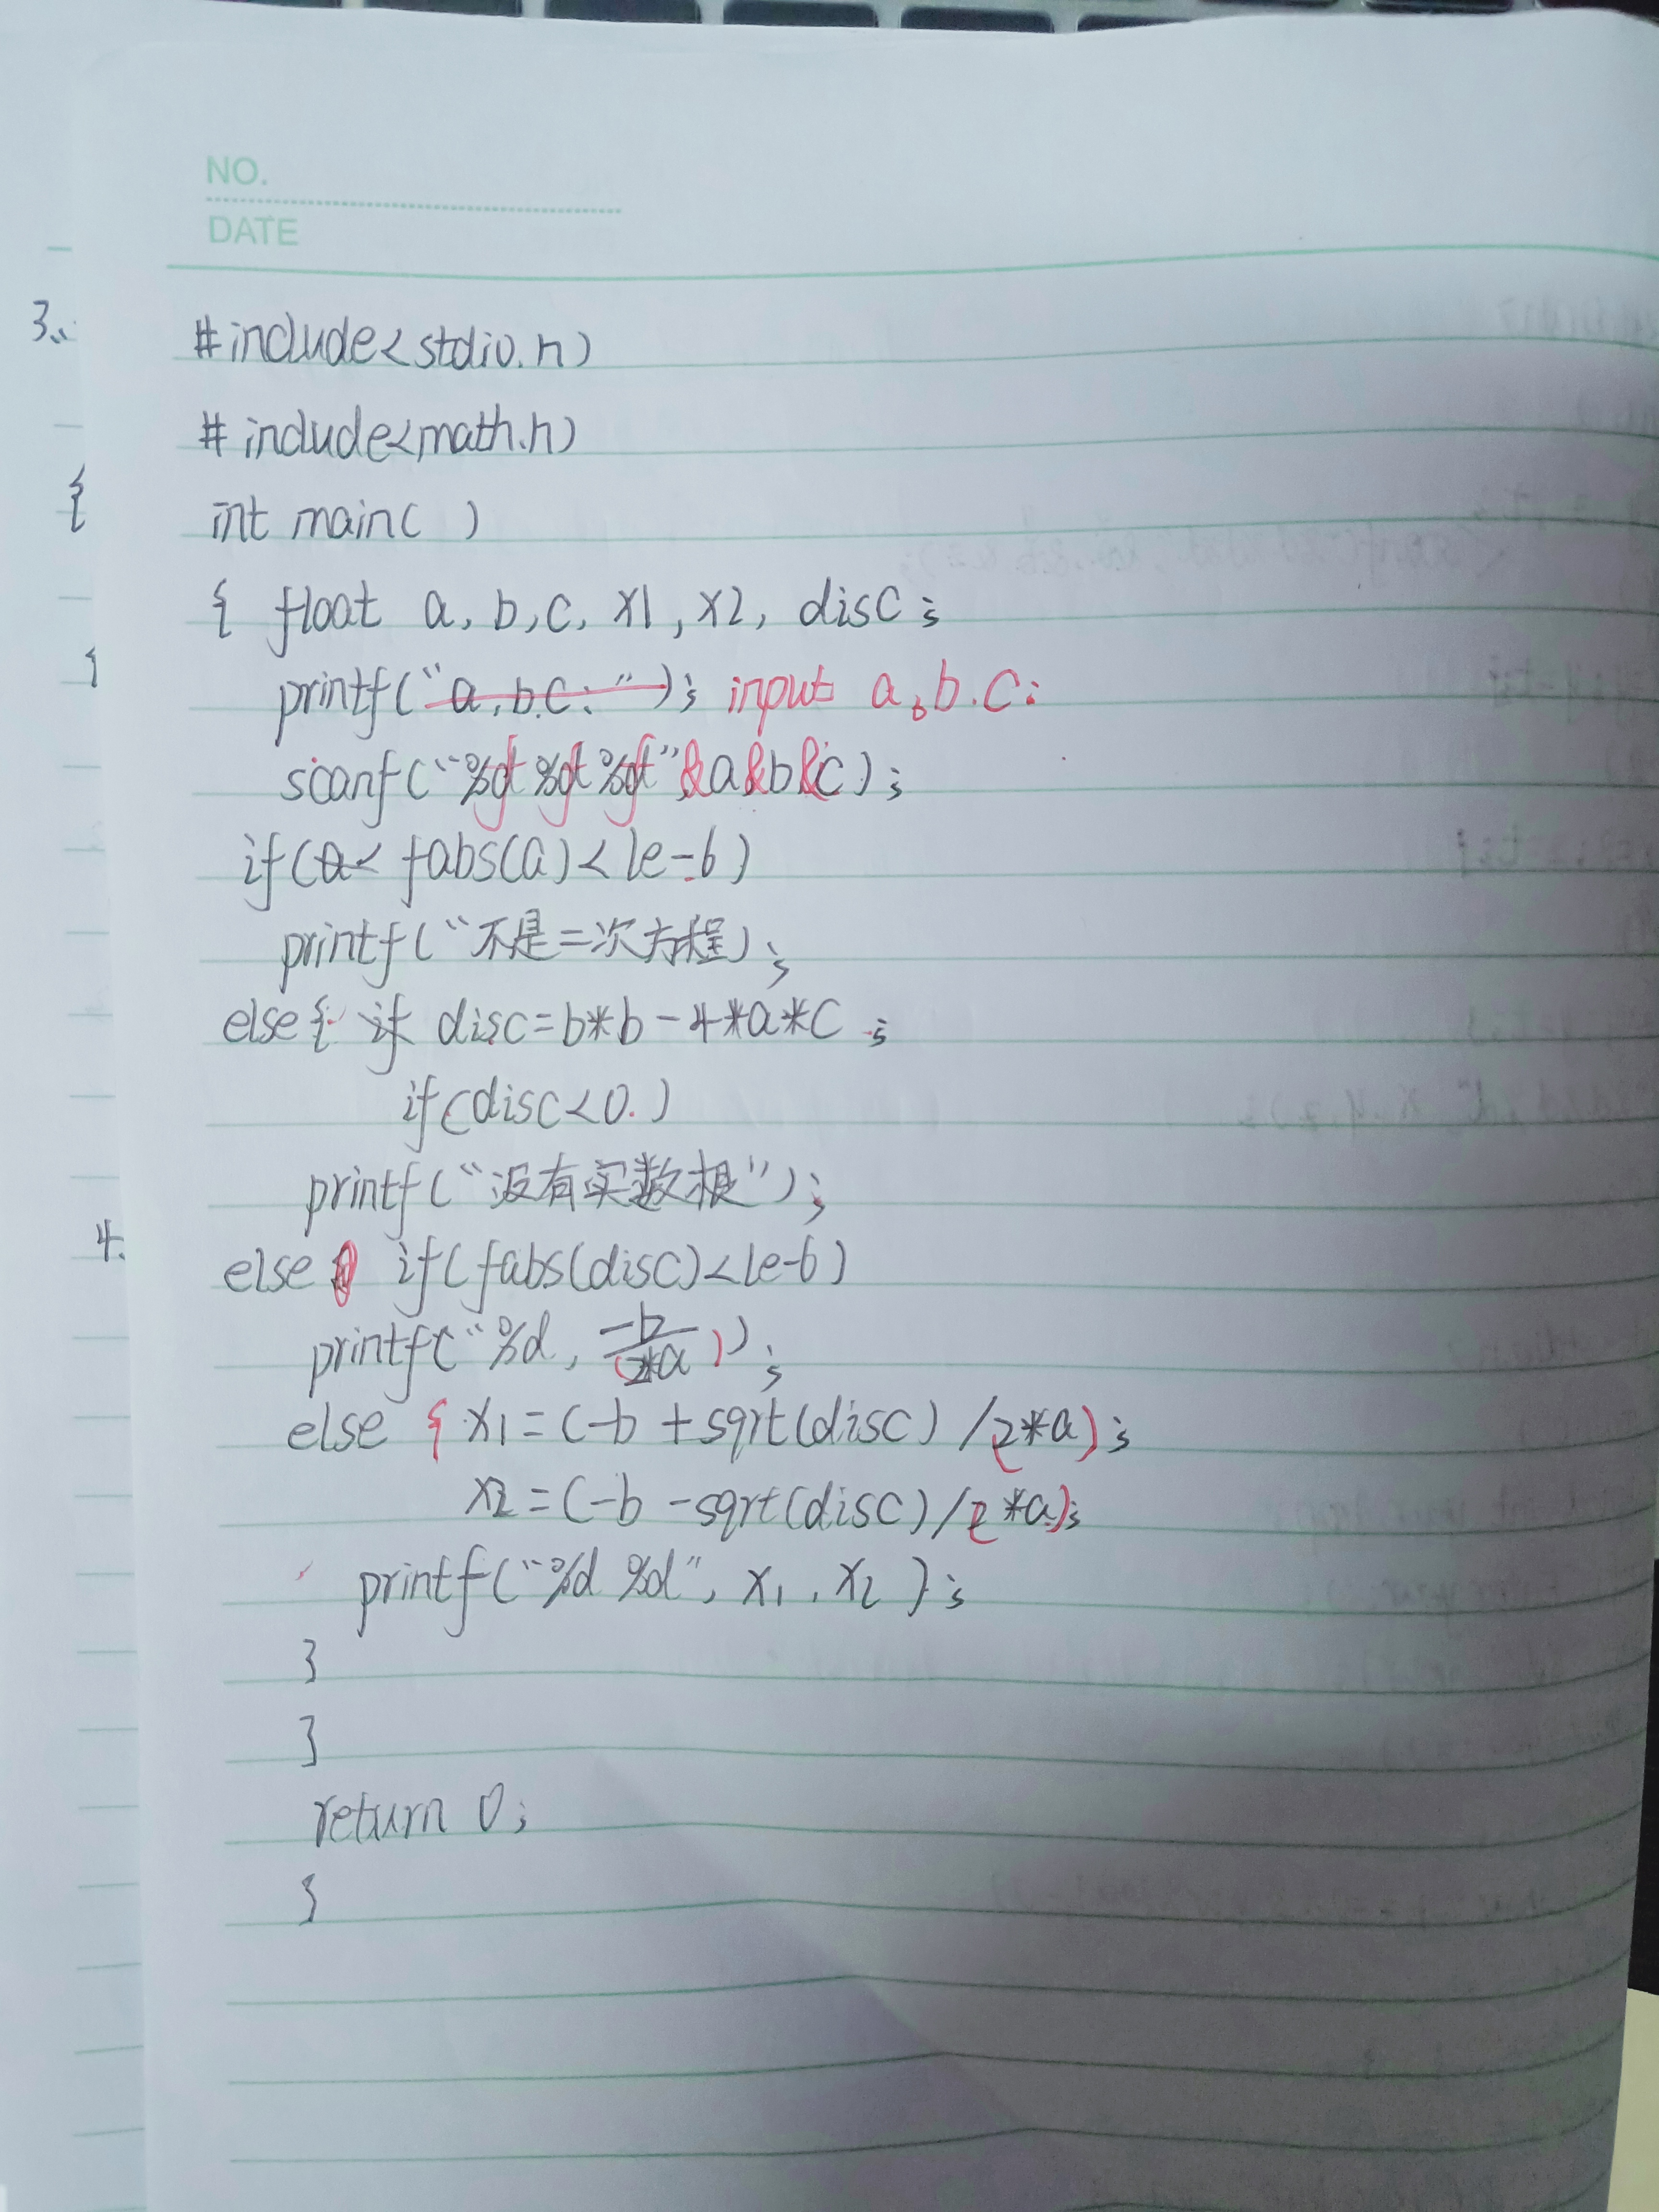 NO.
DATE
3、
#include<stdio.h)
#include<math.h)
{
int main( )
{ float a, b, c, x1, x2, disc;
1
printf("a, b.c: "); input a, b. c:
scanf("%f %f %f"&a&b&c);
if(a< fabs(a)<1e-6)
printf("不是二次方程);
else{ if disc=b*b-4*a*c ;
if(disc<0.)
printf("没有实数根");
4.
else if(fabs(disc)<1e-6)
printf("%d, -b/(2*a));
else { x1=(-b+sqrt(disc)/(2*a);
x2=(-b-sqrt(disc)/(2*a);
printf("%d %d", x1, x2 );
}
}
return 0;
}